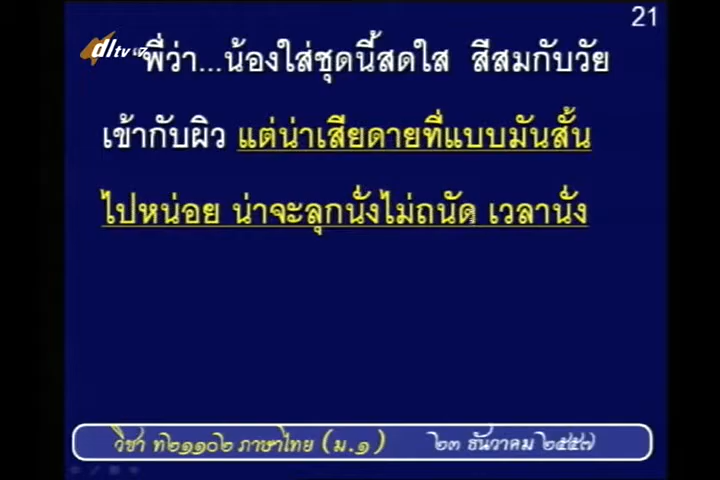 21
dltv
"พี่ว่า...น้องใส่ชุดนี้สดใส สีสมกับวัย
เข้ากับผิว แต่น่าเสียดายที่แบบมันสั้น
ไปหน่อย น่าจะลุกนั่งไม่ถนัด เวลานั่ง
วิชา ท๒๑๑๐๒ ภาษาไทย (ม.๑) ๒๓ ธันวาคม ๒๕๕๗